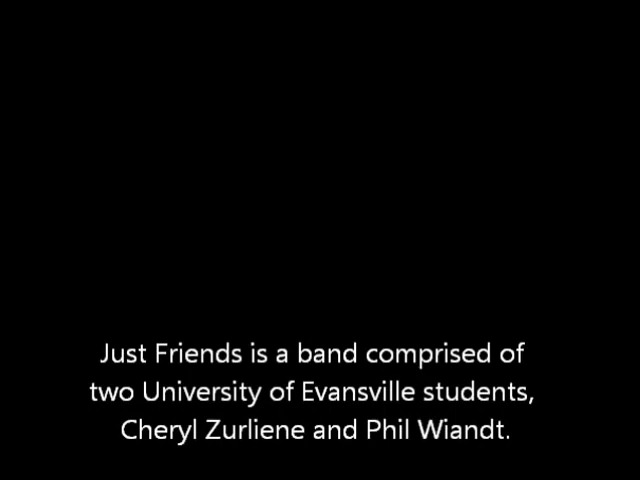 Just Friends is a band comprised of
two University of Evansville students,
Cheryl Zurliene and Phil Wiandt.